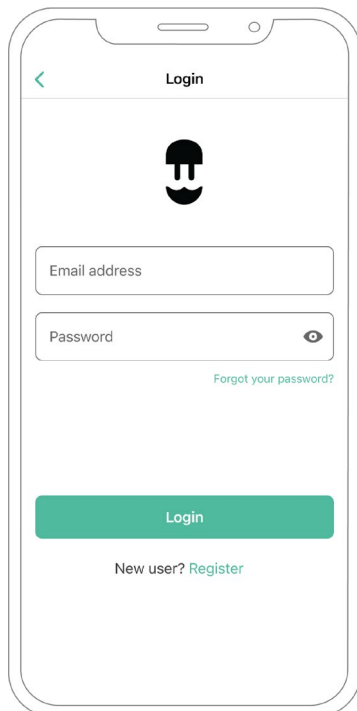 Login
Email address
Password
Forgot your password?
Login
New user? Register